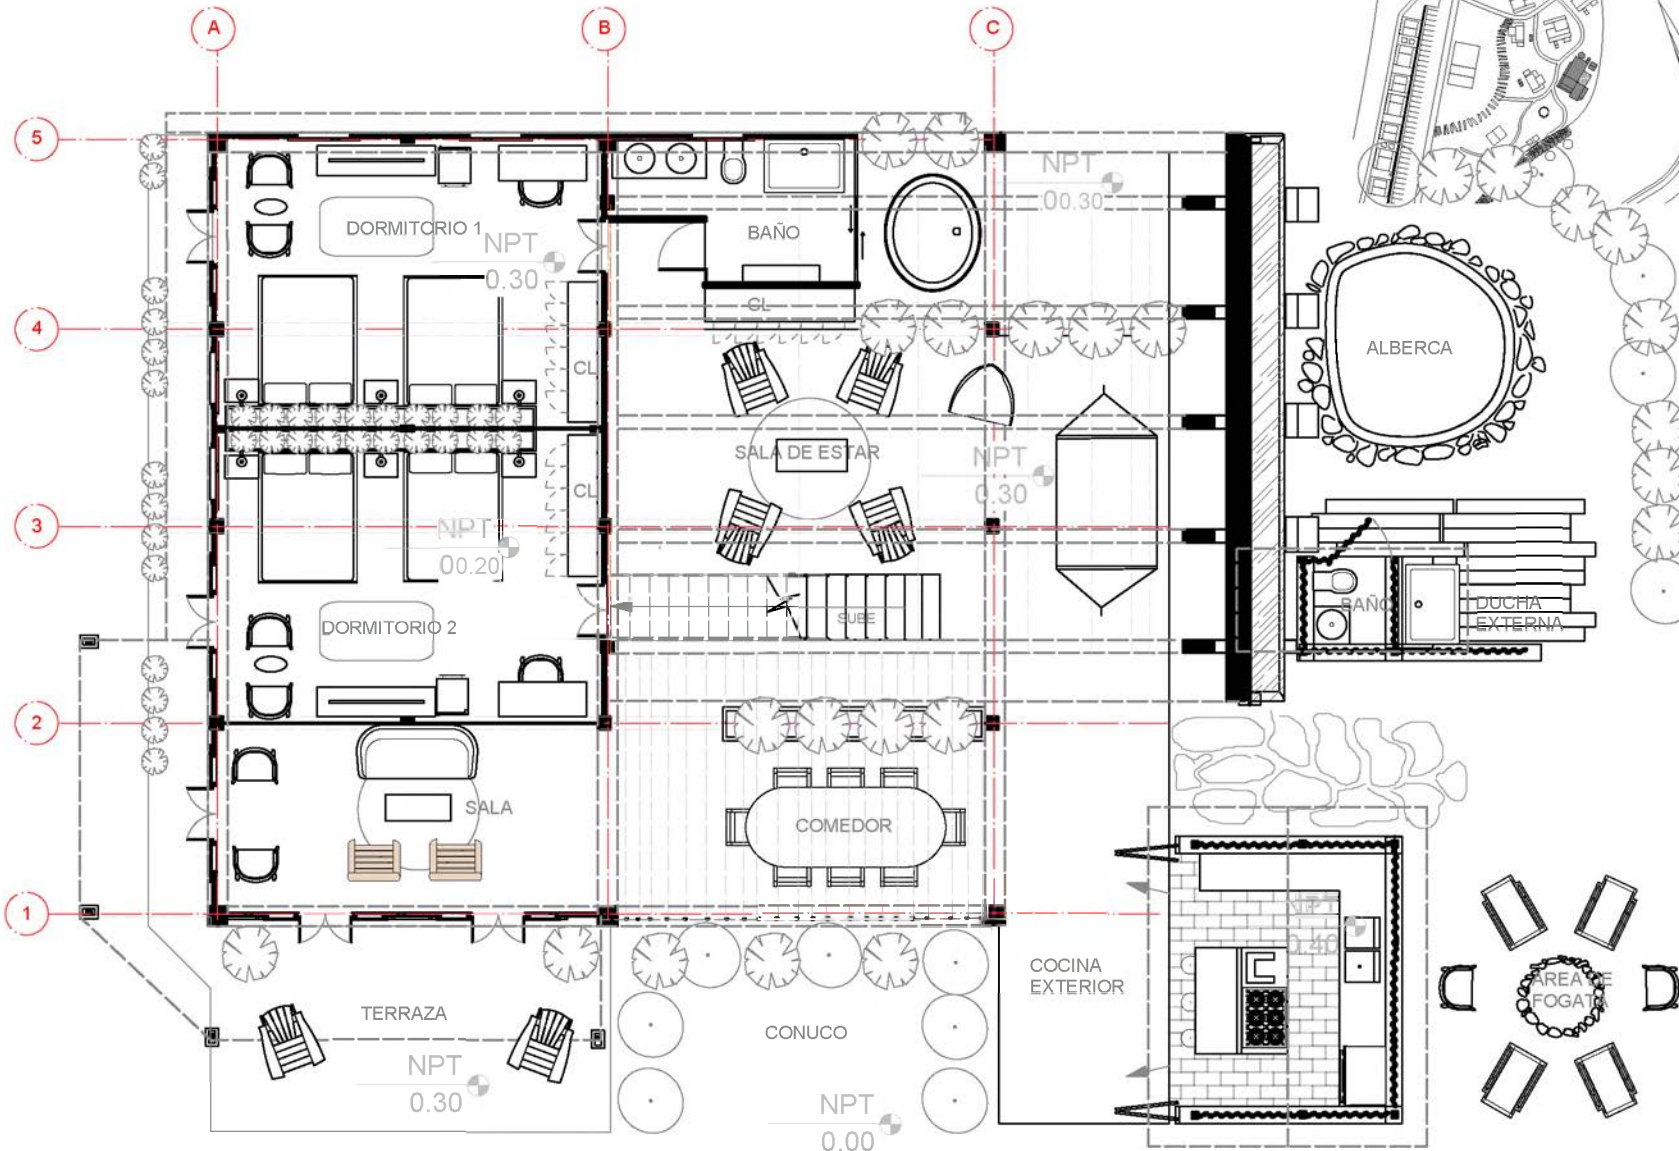 A
B
C
5
4
3
2
1
DORMITORIO 1
NPT
0.30
BAÑO
NPT
00.30
CL
CL
CL
ALBERCA
SALA DE ESTAR
NPT
0.30
NPT
00.20
DORMITORIO 2
SUBE
BAÑO
DUCHA
EXTERNA
SALA
COMEDOR
NPT
0.40
COCINA
EXTERIOR
AREA DE
FOGATA
TERRAZA
CONUCO
NPT
0.30
NPT
0.00